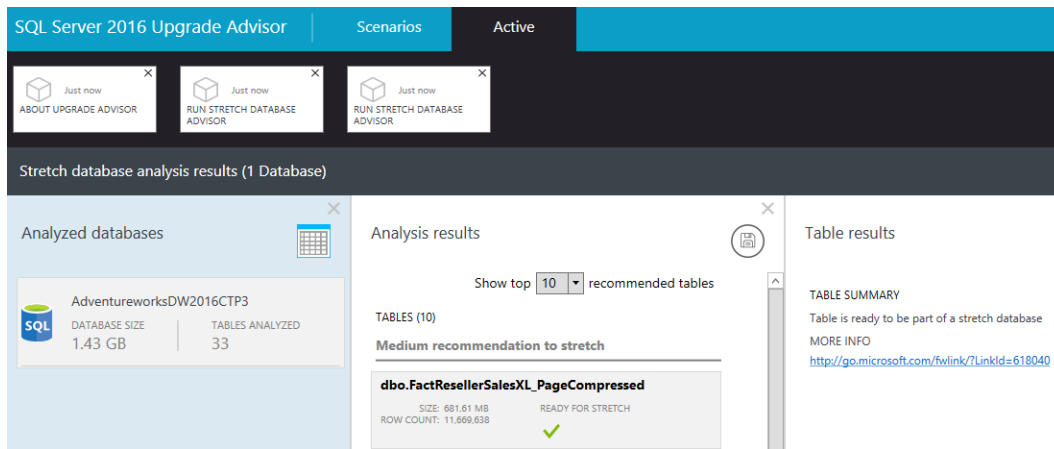 SQL Server 2016 Upgrade Advisor
Scenarios
Active
Just now
ABOUT UPGRADE ADVISOR
Just now
RUN STRETCH DATABASE
ADVISOR
Just now
RUN STRETCH DATABASE
ADVISOR
Stretch database analysis results (1 Database)
Analyzed databases
SQL
AdventureworksDW2016CTP3
DATABASE SIZE
1.43 GB
TABLES ANALYZED
33
Analysis results
Show top 10 recommended tables
TABLES (10)
Medium recommendation to stretch
dbo.FactResellerSalesXL_PageCompressed
SIZE: 681.61 MB
ROW COUNT: 11,669,638
READY FOR STRETCH
Table results
TABLE SUMMARY
Table is ready to be part of a stretch database
MORE INFO
http://go.microsoft.com/fwlink/?LinkId=618040